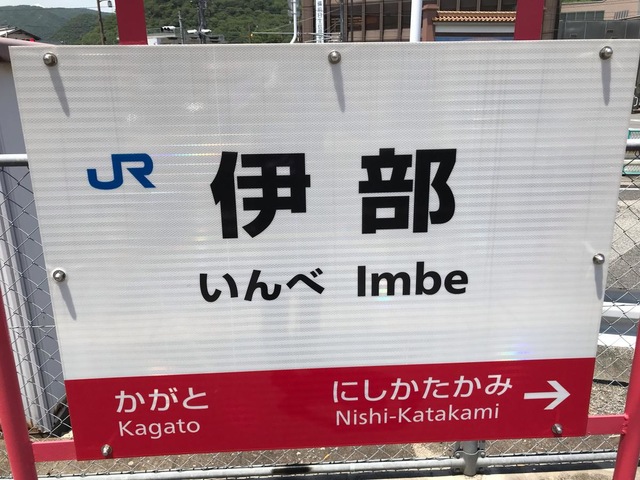 JR 伊部
いんべ Imbe
かがと にしかたかみ →
Kagato Nishi-Katakami